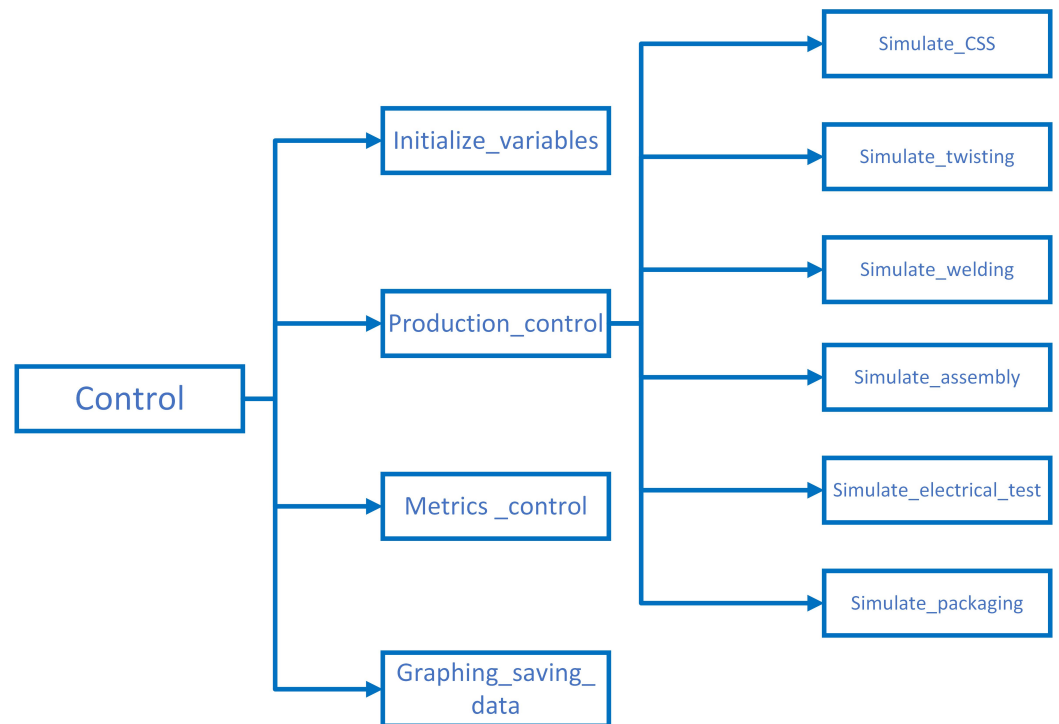 Control
Initialize_variables
Production_control
Metrics _control
Graphing_saving_
data
Simulate_CSS
Simulate_twisting
Simulate_welding
Simulate_assembly
Simulate_electrical_test
Simulate_packaging